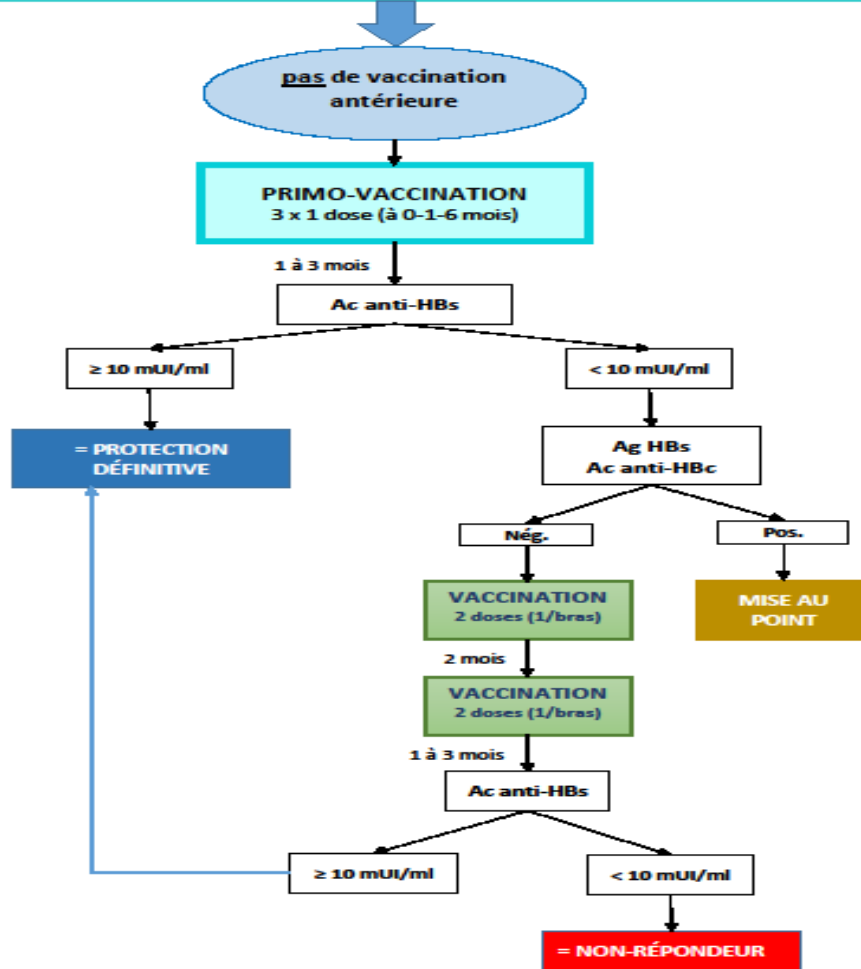 pas de vaccination
antérieure
PRIMO-VACCINATION
3 x 1 dose (à 0-1-6 mois)
1 à 3 mois
Ac anti-HBs
≥ 10 mUI/ml
< 10 mUI/ml
= PROTECTION
DÉFINITIVE
Ag HBs
Ac anti-HBc
Nég.
Pos.
VACCINATION
2 doses (1/bras)
MISE AU
POINT
2 mois
VACCINATION
2 doses (1/bras)
1 à 3 mois
Ac anti-HBs
≥ 10 mUI/ml
< 10 mUI/ml
= NON-RÉPONDEUR